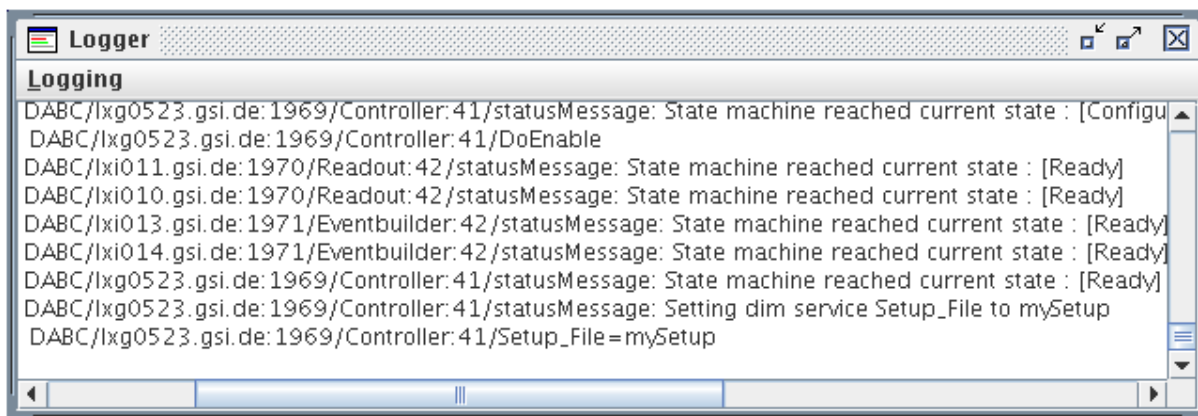 Logger
Logging
DABC/lxg0523.gsi.de:1969/Controller:41/statusMessage: State machine reached current state : [Configu
DABC/lxg0523.gsi.de:1969/Controller:41/DoEnable
DABC/lxi011.gsi.de:1970/Readout:42/statusMessage: State machine reached current state : [Ready]
DABC/lxi010.gsi.de:1970/Readout:42/statusMessage: State machine reached current state : [Ready]
DABC/lxi013.gsi.de:1971/Eventbuilder:42/statusMessage: State machine reached current state : [Ready]
DABC/lxi014.gsi.de:1971/Eventbuilder:42/statusMessage: State machine reached current state : [Ready]
DABC/lxg0523.gsi.de:1969/Controller:41/statusMessage: State machine reached current state : [Ready]
DABC/lxg0523.gsi.de:1969/Controller:41/statusMessage: Setting dim service Setup_File to mySetup
DABC/lxg0523.gsi.de:1969/Controller:41/Setup_File=mySetup